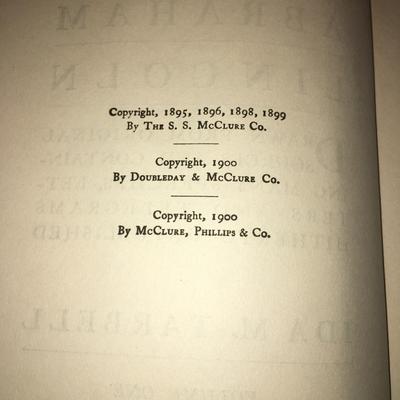 Copyright, 1895, 1896, 1898, 1899
By The S. S. McClure Co.
Copyright, 1900
By Doubleday & McClure Co.
Copyright, 1900
By McClure, Phillips & Co.